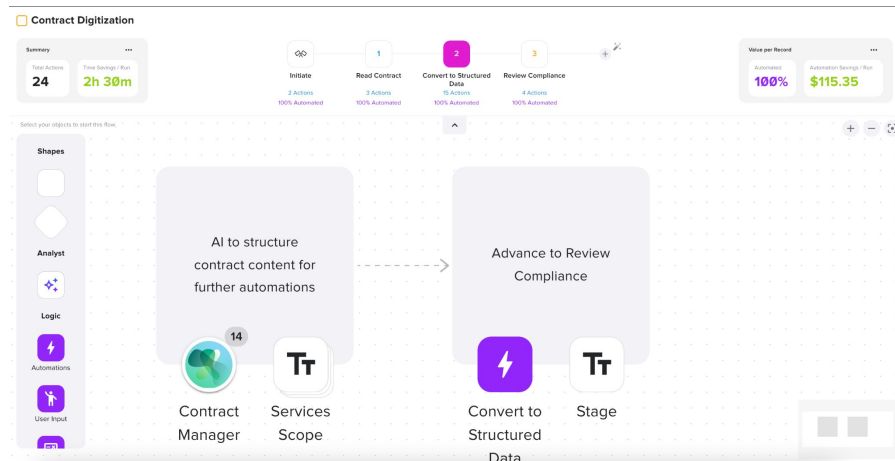 Contract Digitization
Summary
...
Total Actions
24
Time Savings / Run
2h 30m
Initiate
2 Actions
100% Automated
1
Read Contract
3 Actions
100% Automated
2
Convert to Structured
Data
15 Actions
100% Automated
3
Review Compliance
4 Actions
100% Automated
+
Value per Record
...
Automated
100%
Automation Savings / Run
$115.35
Select your objects to start this flow.
Shapes
Analyst
Logic
Automations
User Input
AI to structure
contract content for
further automations
14
Contract
Manager
TT
Services
Scope
Advance to Review
Compliance
Convert to
Structured
Data
TT
Stage